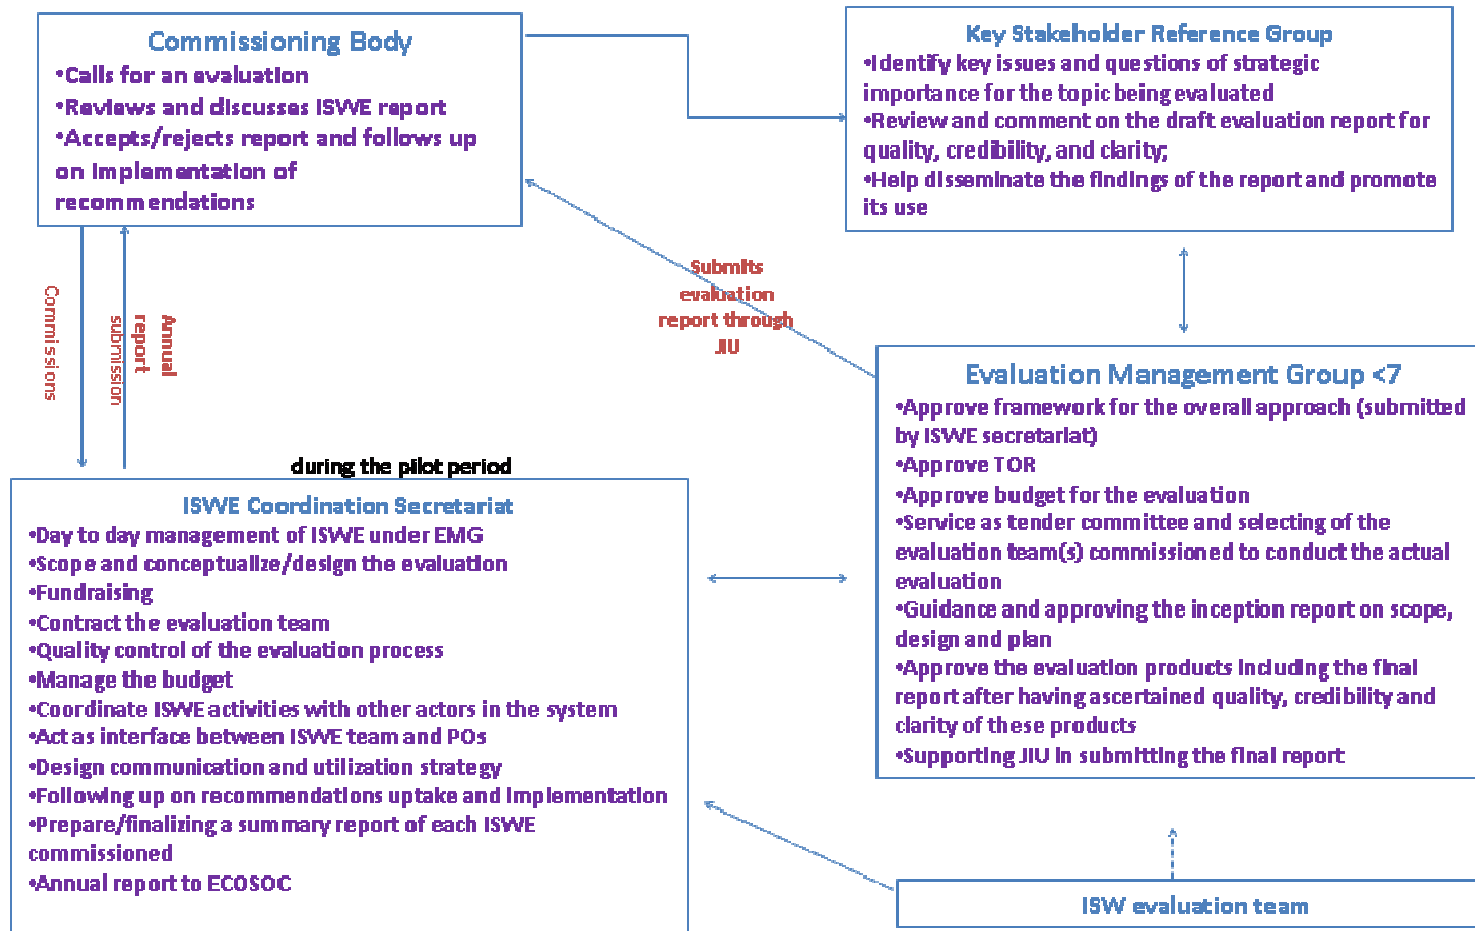 Commissioning Body
•Calls for an evaluation
•Reviews and discusses ISWE report
•Accepts/rejects report and follows up
on implementation of
recommendations
Key Stakeholder Reference Group
•Identify key issues and questions of strategic
importance for the topic being evaluated
•Review and comment on the draft evaluation report for
quality, credibility, and clarity;
•Help disseminate the findings of the report and promote
its use
Commissions
Annual
report
submission
Submits
evaluation
report through
JIU
Evaluation Management Group <7
•Approve framework for the overall approach (submitted
by ISWE secretariat)
•Approve TOR
•Approve budget for the evaluation
•Service as tender committee and selecting of the
evaluation team(s) commissioned to conduct the actual
evaluation
•Guidance and approving the inception report on scope,
design and plan
•Approve the evaluation products including the final
report after having ascertained quality, credibility and
clarity of these products
•Supporting JIU in submitting the final report
during the pilot period
ISWE Coordination Secretariat
•Day to day management of ISWE under EMG
•Scope and conceptualize/design the evaluation
•Fundraising
•Contract the evaluation team
•Quality control of the evaluation process
•Manage the budget
•Coordinate ISWE activities with other actors in the system
•Act as interface between ISWE team and POs
•Design communication and utilization strategy
•Following up on recommendations uptake and implementation
•Prepare/finalizing a summary report of each ISWE
commissioned
•Annual report to ECOSOC
ISW evaluation team